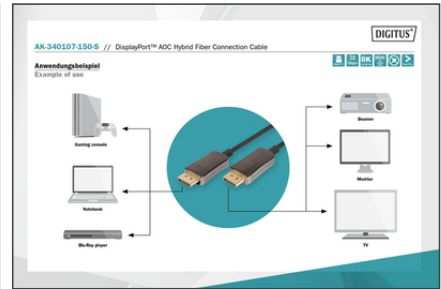 DIGITUS®
AK-340107-150-S // DisplayPort™ AOC Hybrid Fiber Connection Cable
Anwendungsbeispiel
Example of use
8K
Gaming console
Notebook
Blu-Ray player
Beamer
Monitor
TV